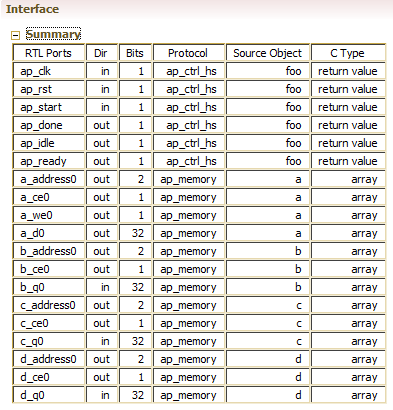 Interface
Summary
RTL Ports Dir Bits Protocol Source Object C Type
ap_clk in 1 ap_ctrl_hs foo return value
ap_rst in 1 ap_ctrl_hs foo return value
ap_start in 1 ap_ctrl_hs foo return value
ap_done out 1 ap_ctrl_hs foo return value
ap_idle out 1 ap_ctrl_hs foo return value
ap_ready out 1 ap_ctrl_hs foo return value
a_address0 out 2 ap_memory a array
a_ce0 out 1 ap_memory a array
a_we0 out 1 ap_memory a array
a_d0 out 32 ap_memory a array
b_address0 out 2 ap_memory b array
b_ce0 out 1 ap_memory b array
b_q0 in 32 ap_memory b array
c_address0 out 2 ap_memory c array
c_ce0 out 1 ap_memory c array
c_q0 in 32 ap_memory c array
d_address0 out 2 ap_memory d array
d_ce0 out 1 ap_memory d array
d_q0 in 32 ap_memory d array